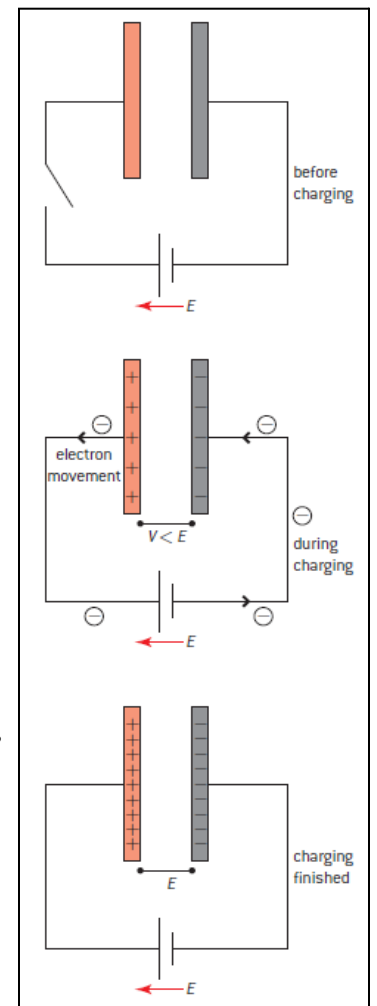 before
charging
E
+ −
+ −
electron
+ −
movement
+ −
+ −
V < E
during
charging
E
+ −
+ −
+ −
+ −
+ −
+ −
+ −
+ −
+ −
+ −
E
charging
finished
E